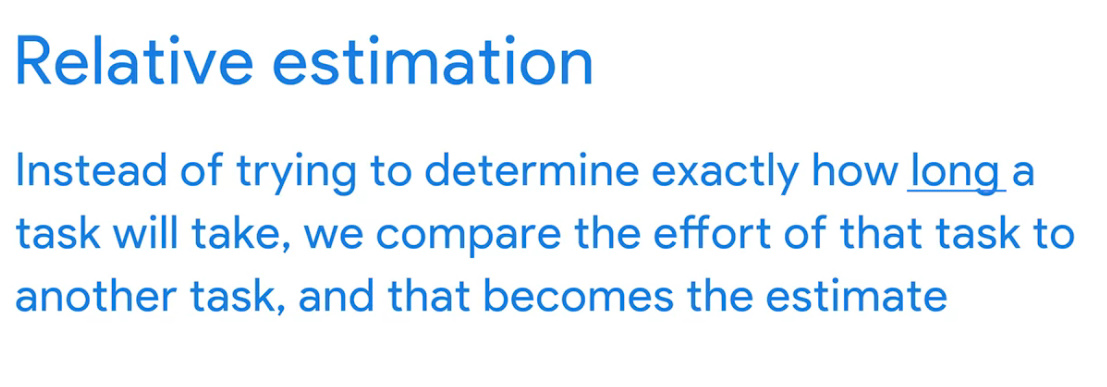 Relative estimation
Instead of trying to determine exactly how long a
task will take, we compare the effort of that task to
another task, and that becomes the estimate